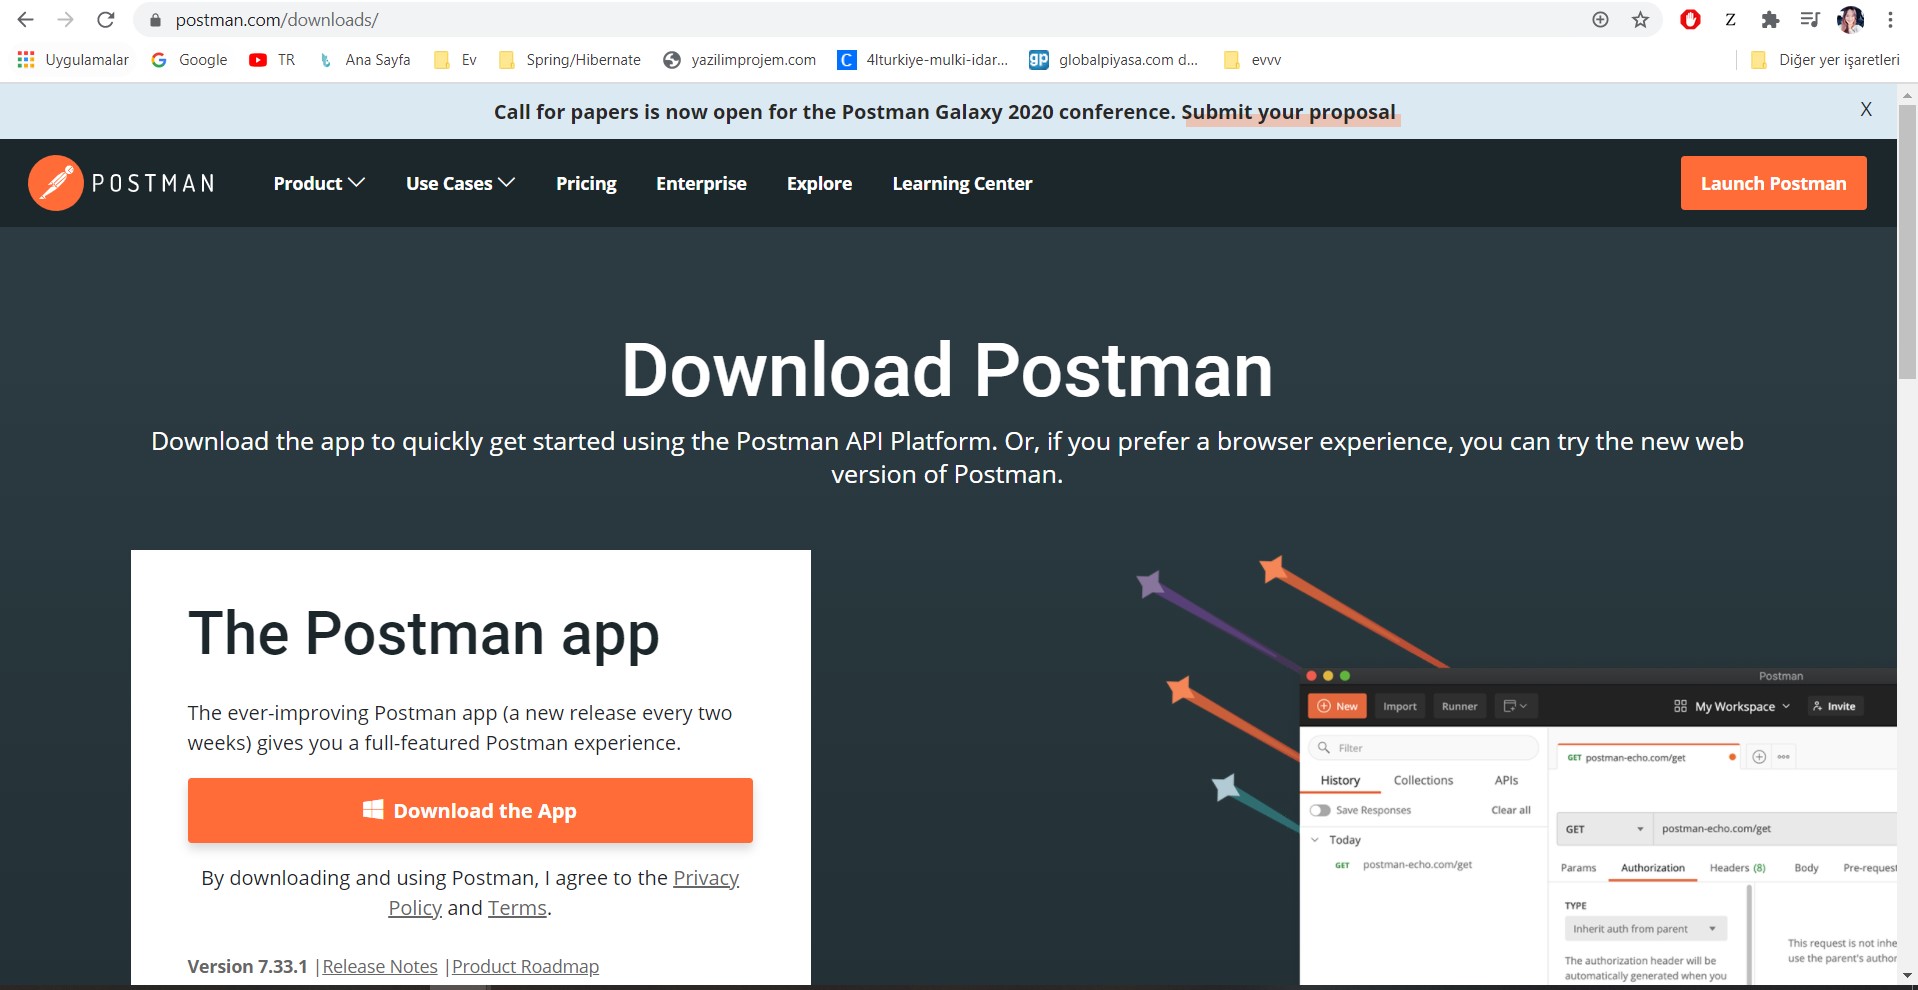 postman.com/downloads/
Z
Uygulamalar
Google
TR
Ana Sayfa
Ev
Spring/Hibernate
yazilimprojem.com
C
4lturkiye-mulki-idar...
gp
globalpiyasa.com d...
evvv
Diğer yer işaretleri
Call for papers is now open for the Postman Galaxy 2020 conference. Submit your proposal
X
POSTMAN
Product
Use Cases
Pricing
Enterprise
Explore
Learning Center
Launch Postman
Download Postman
Download the app to quickly get started using the Postman API Platform. Or, if you prefer a browser experience, you can try the new web
version of Postman.
The Postman app
The ever-improving Postman app (a new release every two
weeks) gives you a full-featured Postman experience.
Download the App
By downloading and using Postman, I agree to the Privacy
Policy and Terms.
Version 7.33.1 |Release Notes |Product Roadmap
Postman
New
Import
Runner
My Workspace
Invite
Filter
History
Collections
APIs
Save Responses
Clear all
Today
GET postman-echo.com/get
GET postman-echo.com/get
GET
postman-echo.com/get
Params
Authorization
Headers (8)
Body
Pre-request
TYPE
Inherit auth from parent
The authorization header will be
automatically generated when you
This request is not inhe
use the parent's author